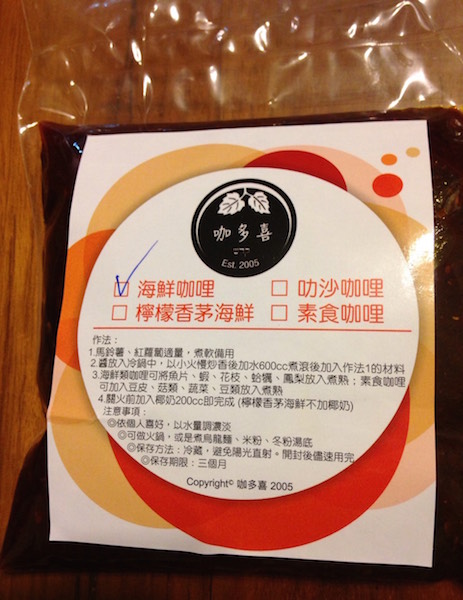 咖多喜
Est. 2005
海鮮咖哩 □ 叻沙咖哩
□ 檸檬香茅海鮮 □ 素食咖哩
作法：
1.馬鈴薯、紅蘿蔔適量，煮軟備用
2.醬放入冷鍋中，以小火慢炒香後加水600cc煮滾後加入作法1的材料
3.海鮮類咖哩可將魚片、蝦、花枝、蛤蠣、鳳梨放入煮熟；素食咖哩
可加入豆皮、菇類、蔬菜、豆類放入煮熟
4.關火前加入椰奶200cc即完成 (檸檬香茅海鮮不加椰奶)
注意事項：
◎依個人喜好，以水量調濃淡
◎可做火鍋，或是煮烏龍麵、米粉、冬粉湯底
◎保存方法：冷藏，避免陽光直射。開封後儘速用完
◎保存期限：三個月
Copyright© 咖多喜 2005